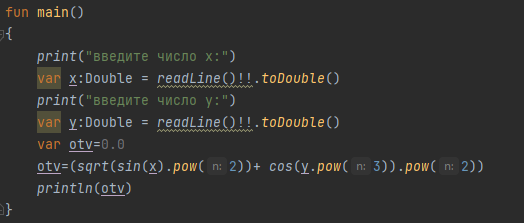 fun main()
{
print("введите число x:")
var x:Double = readLine()!!.toDouble()
print("введите число y:")
var y:Double = readLine()!!.toDouble()
var otv=0.0
otv=(sqrt(sin(x).pow( n: 2))+ cos(y.pow( n: 3)).pow( n: 2))
println(otv)
}